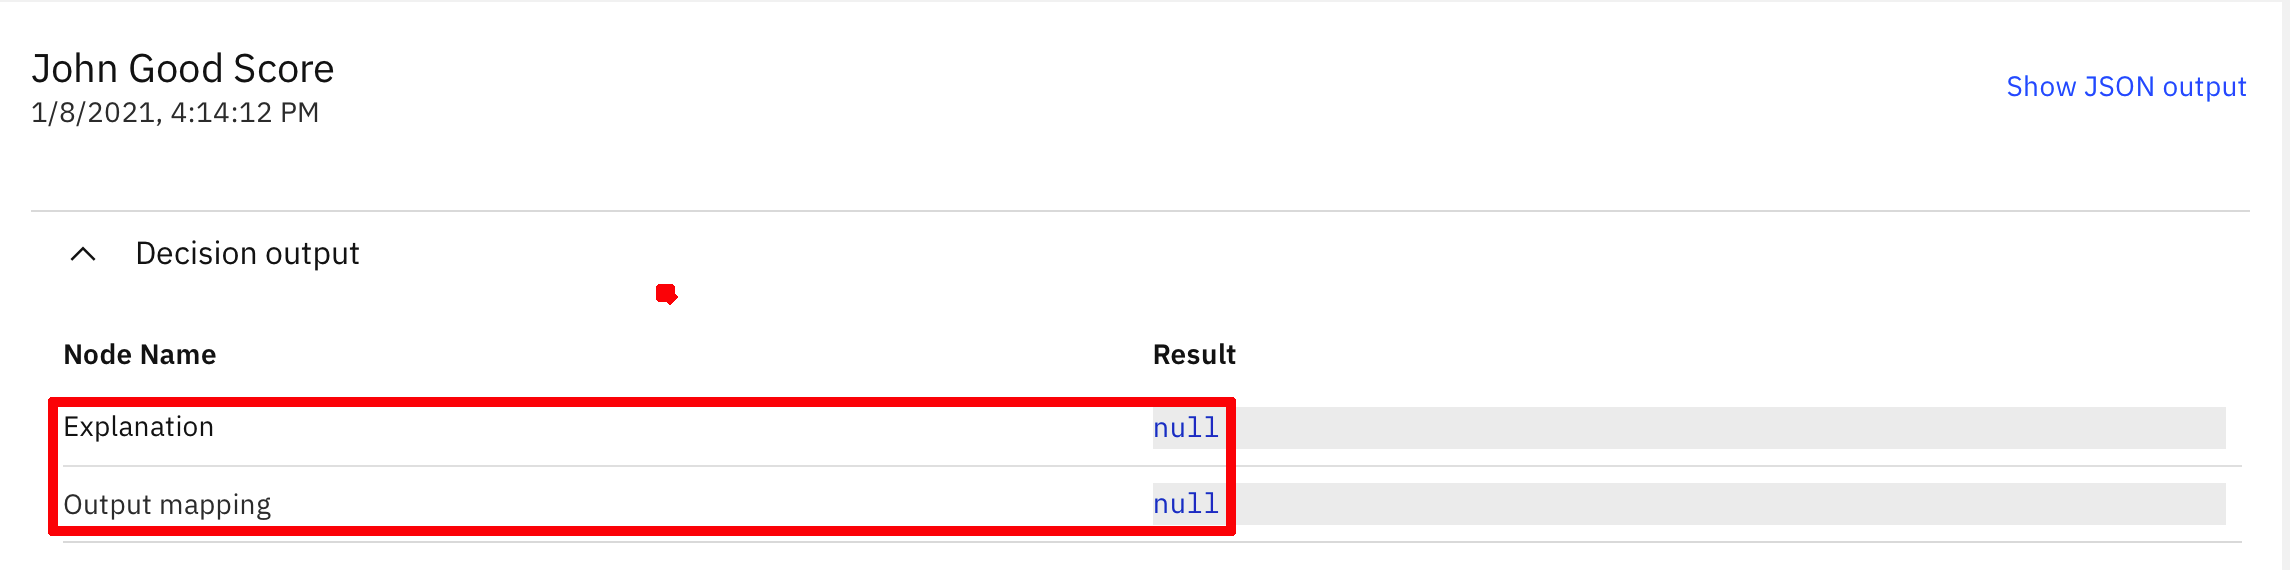 John Good Score
1/8/2021, 4:14:12 PM
Show JSON output
Decision output
Node Name Result
Explanation null
Output mapping null